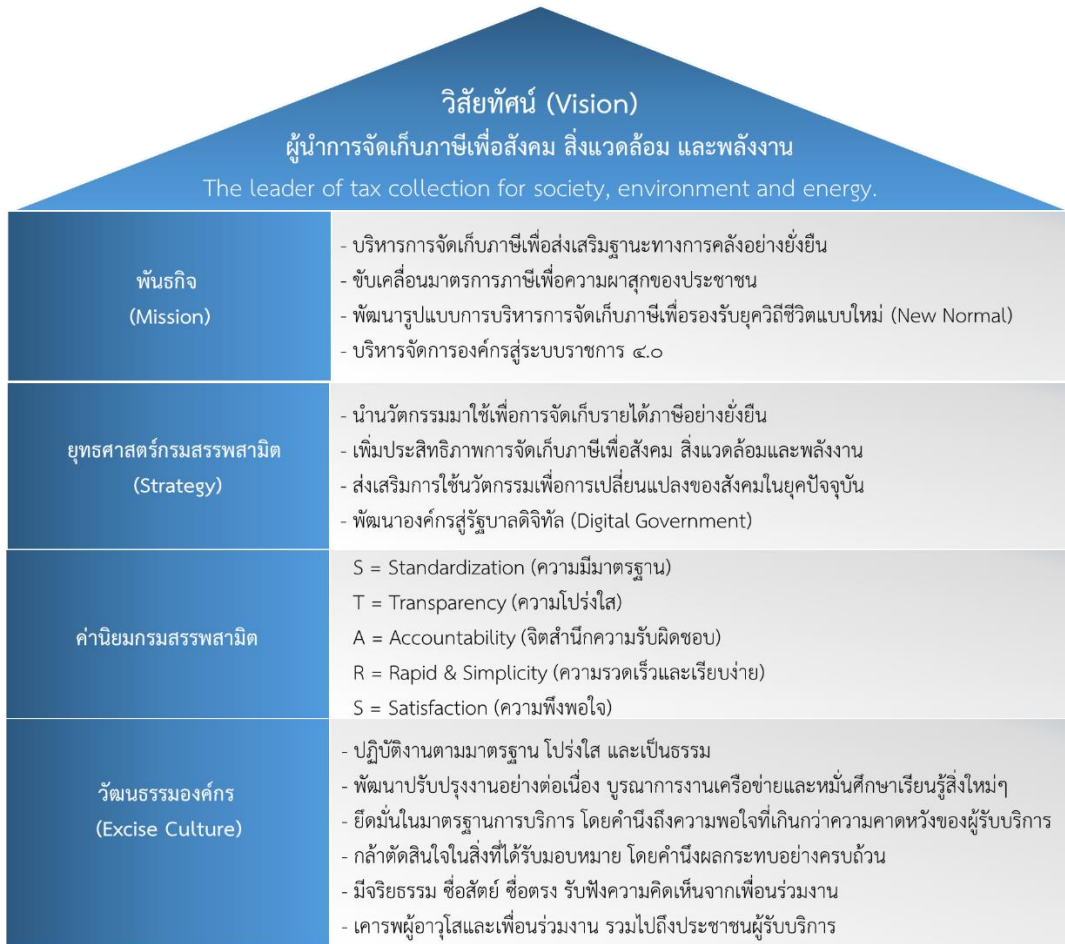 วิสัยทัศน์ (Vision)
ผู้นำการจัดเก็บภาษีเพื่อสังคม สิ่งแวดล้อม และพลังงาน
The leader of tax collection for society, environment and energy.
พันธกิจ
(Mission)
- บริหารการจัดเก็บภาษีเพื่อส่งเสริมฐานะทางการคลังอย่างยั่งยืน
- ขับเคลื่อนมาตรการภาษีเพื่อความผาสุกของประชาชน
- พัฒนารูปแบบการบริหารการจัดเก็บภาษีเพื่อรองรับยุควิถีชีวิตแบบใหม่ (New Normal)
- บริหารจัดการองค์กรสู่ระบบราชการ ๔.๐
ยุทธศาสตร์กรมสรรพสามิต
(Strategy)
- นำนวัตกรรมมาใช้เพื่อการจัดเก็บรายได้ภาษีอย่างยั่งยืน
- เพิ่มประสิทธิภาพการจัดเก็บภาษีเพื่อสังคม สิ่งแวดล้อมและพลังงาน
- ส่งเสริมการใช้นวัตกรรมเพื่อการเปลี่ยนแปลงของสังคมในยุคปัจจุบัน
- พัฒนาองค์กรสู่รัฐบาลดิจิทัล (Digital Government)
ค่านิยมกรมสรรพสามิต
S = Standardization (ความมีมาตรฐาน)
T = Transparency (ความโปร่งใส)
A = Accountability (จิตสำนึกความรับผิดชอบ)
R = Rapid & Simplicity (ความรวดเร็วและเรียบง่าย)
S = Satisfaction (ความพึงพอใจ)
วัฒนธรรมองค์กร
(Excise Culture)
- ปฏิบัติงานตามมาตรฐาน โปร่งใส และเป็นธรรม
- พัฒนาปรับปรุงงานอย่างต่อเนื่อง บูรณาการงานเครือข่ายและหมั่นศึกษาเรียนรู้สิ่งใหม่ๆ
- ยึดมั่นในมาตรฐานการบริการ โดยคำนึงถึงความพอใจที่เกินกว่าความคาดหวังของผู้รับบริการ
- กล้าตัดสินใจในสิ่งที่ได้รับมอบหมาย โดยคำนึงผลกระทบอย่างครบถ้วน
- มีจริยธรรม ซื่อสัตย์ ซื่อตรง รับฟังความคิดเห็นจากเพื่อนร่วมงาน
- เคารพผู้อาวุโสและเพื่อนร่วมงาน รวมไปถึงประชาชนผู้รับบริการ